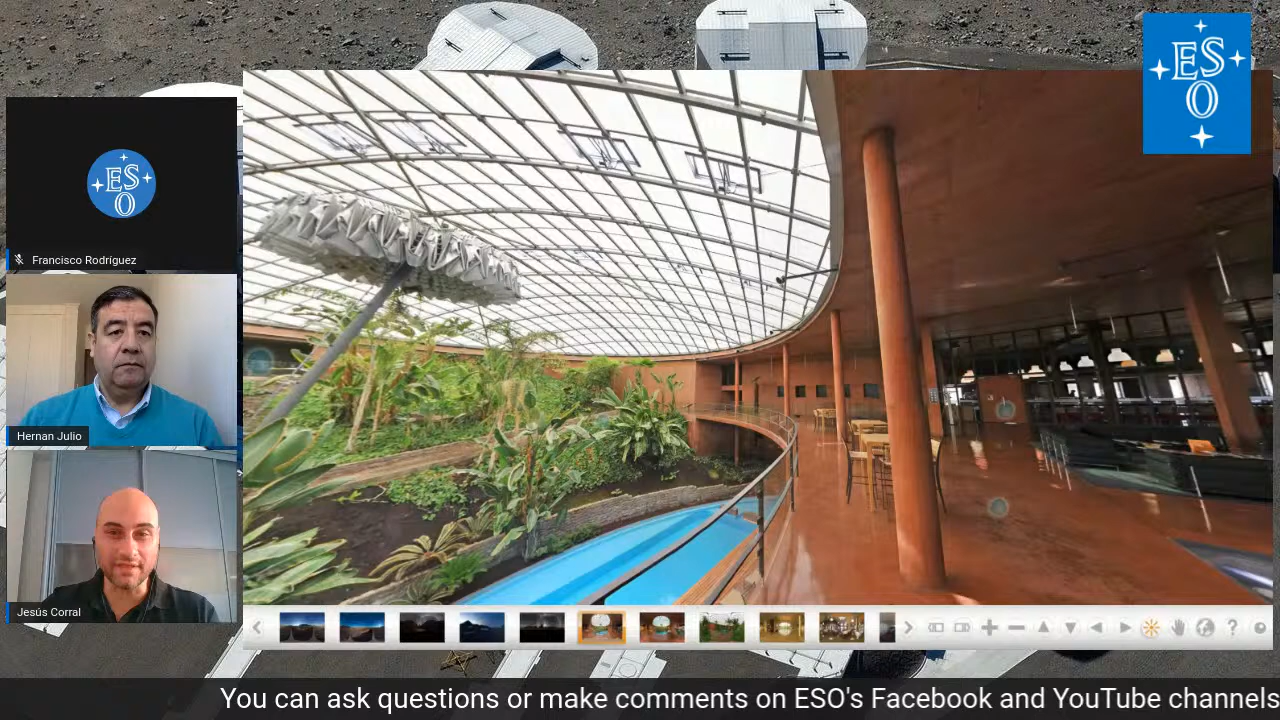 ESO
ESO
Francisco Rodríguez
Hernan Julio
Jesús Corral
You can ask questions or make comments on ESO's Facebook and YouTube channels